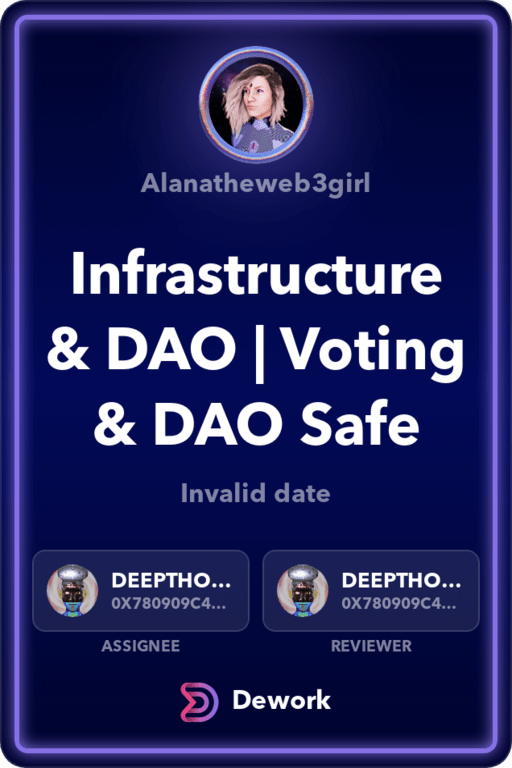 Alanatheweb3girl
Infrastructure
& DAO | Voting
& DAO Safe
Invalid date
DEEPTHO...
0X780909C4...
DEEPTHO...
0X780909C4...
ASSIGNEE
REVIEWER
Dework